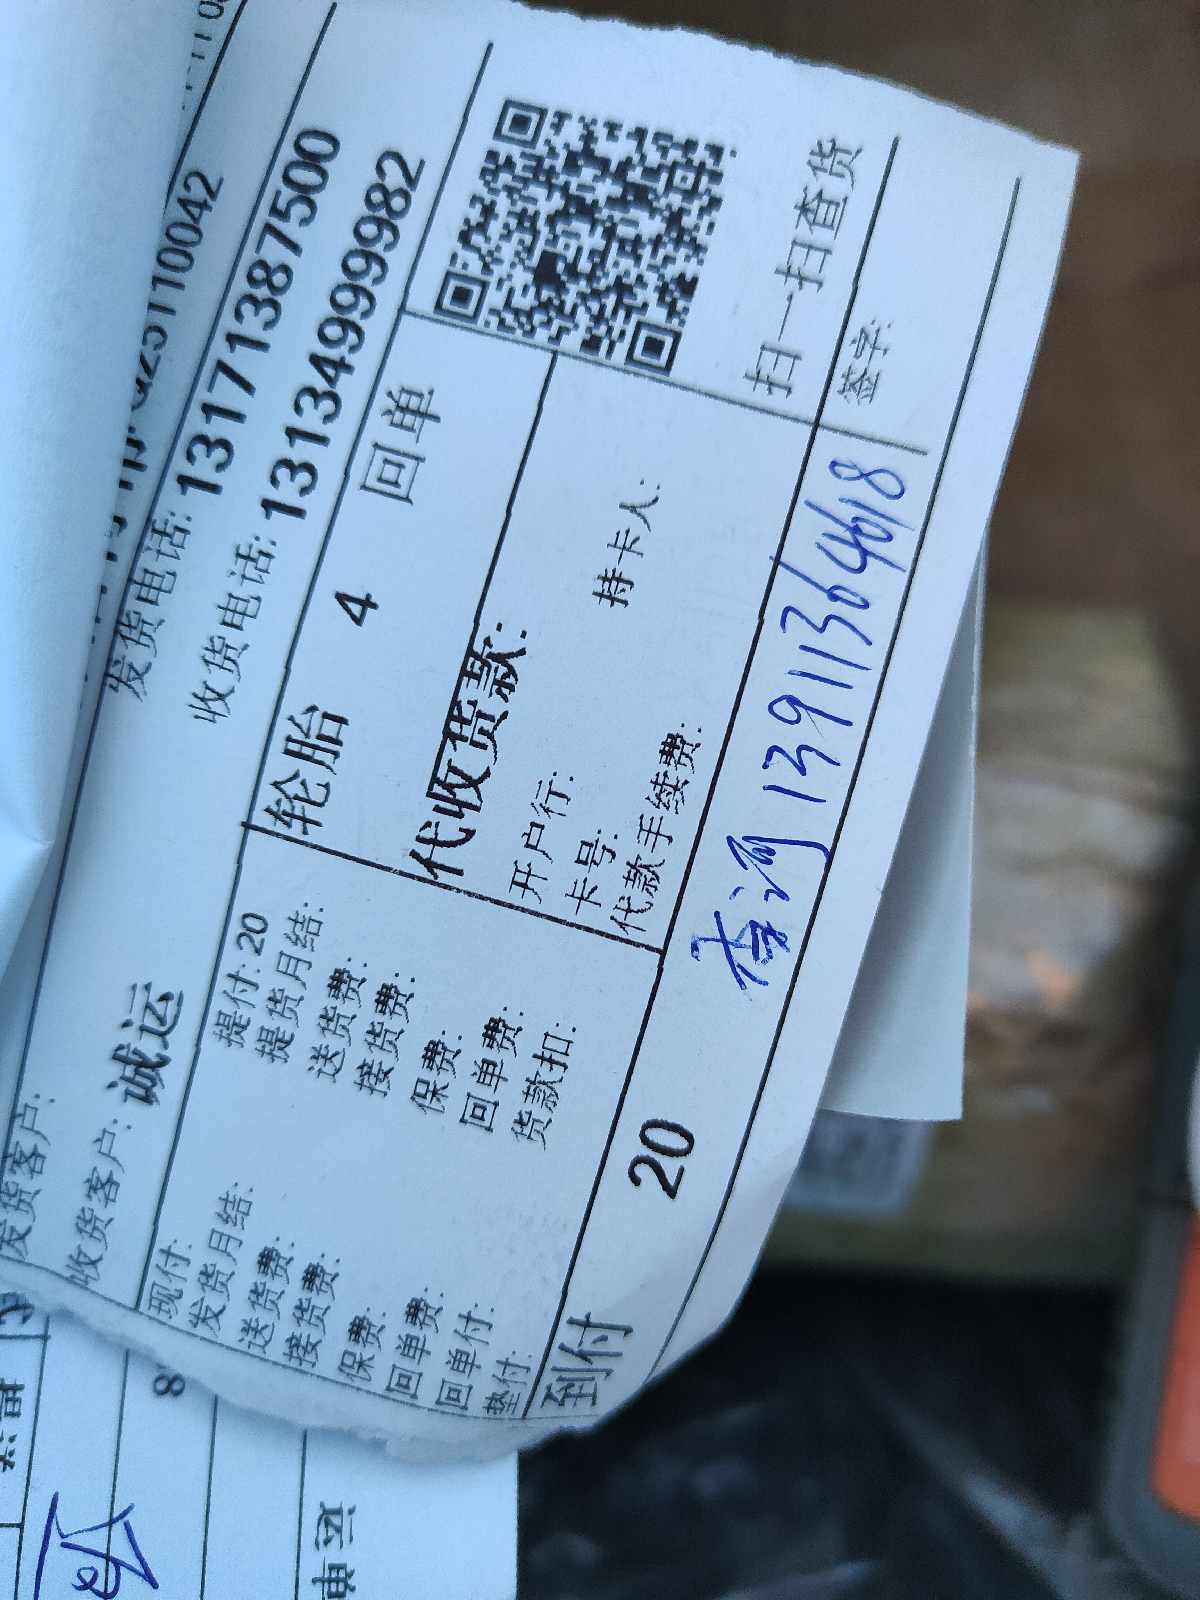 发货客户:
发货电话: 13171387500
收货客户: 诚运
收货电话: 13134999982
现付:
提付: 20
轮胎 4 回单
发货月结:
提货月结:
送货费:
送货费:
接货费:
接货费:
代收货款:
保费:
保费:
回单费:
回单费:
开户行:
持卡人:
回单付:
货款扣:
卡号:
垫付:
代款手续费:
扫一扫查货
到付 20
香河 13911364618
签字:
8